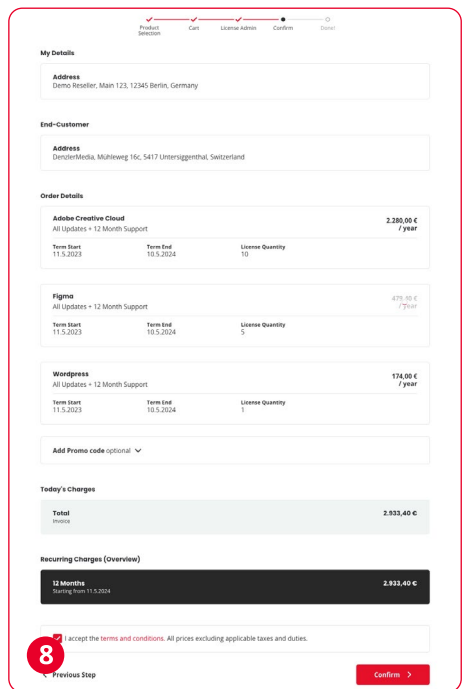 Product Selection
Cart
License Admin
Confirm
Done!
My Details
Address
Demo Reseller, Main 123, 12345 Berlin, Germany
End-Customer
Address
DenzlerMedia, Mühleweg 16c, 5417 Untersiggenthal, Switzerland
Order Details
Adobe Creative Cloud
2.280,00 €
All Updates + 12 Month Support
/ year
Term Start
Term End
License Quantity
11.5.2023
10.5.2024
10
Figma
All Updates + 12 Month Support
/ year
Term Start
Term End
License Quantity
11.5.2023
10.5.2024
5
Wordpress
174,00 €
All Updates + 12 Month Support
/ year
Term Start
Term End
License Quantity
11.5.2023
10.5.2024
1
Add Promo code optional
Today's Charges
Total
2.933,40 €
Invoice
Recurring Charges (Overview)
12 Months
2.933,40 €
Starting from 11.5.2024
I accept the terms and conditions. All prices excluding applicable taxes and duties.
8
Previous Step
Confirm